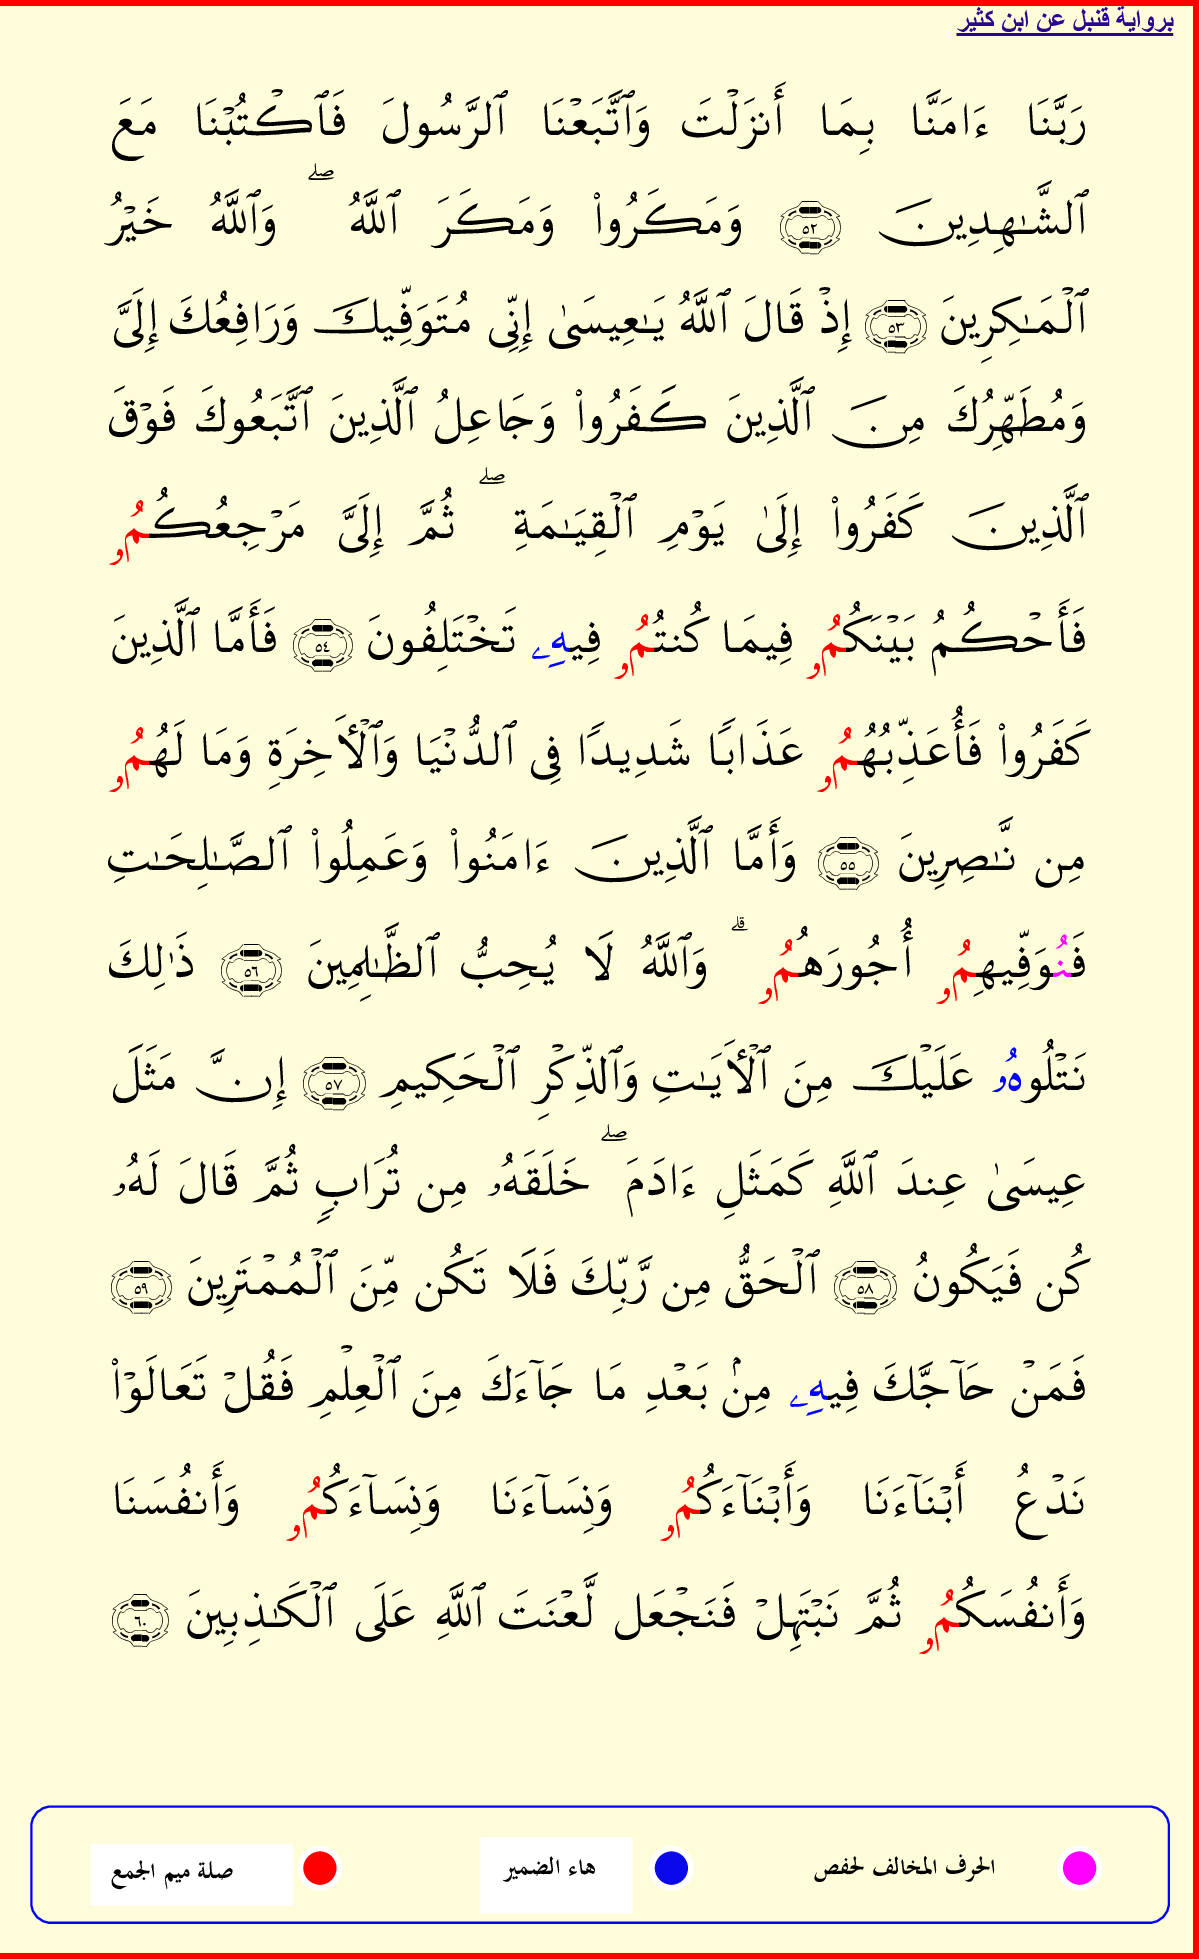 برواية قنبل عن ابن كثير
رَبَّنَا ءَامَنَّا بِمَا أَنزَلْتَ وَٱتَّبَعْنَا ٱلرَّسُولَ فَٱكْتُبْنَا مَعَ
ٱلشَّـٰهِدِينَ ٥٢ وَمَكَرُوا۟ وَمَكَرَ ٱللَّهُ ۖ وَٱللَّهُ خَيْرُ
ٱلْمَـٰكِرِينَ ٥٣ إِذْ قَالَ ٱللَّهُ يَـٰعِيسَىٰ إِنِّى مُتَوَفِّيكَ وَرَافِعُكَ إِلَىَّ
وَمُطَهِّرُكَ مِنَ ٱلَّذِينَ كَفَرُوا۟ وَجَاعِلُ ٱلَّذِينَ ٱتَّبَعُوكَ فَوْقَ
ٱلَّذِينَ كَفَرُوا۟ إِلَىٰ يَوْمِ ٱلْقِيَـٰمَةِ ۖ ثُمَّ إِلَىَّ مَرْجِعُكُمُۥ
فَأَحْكُمُ بَيْنَكُمُۥ فِيمَا كُنتُمُۥ فِيهِۦ تَخْتَلِفُونَ ٥٤ فَأَمَّا ٱلَّذِينَ
كَفَرُوا۟ فَأُعَذِّبُهُمُۥ عَذَابًا شَدِيدًا فِى ٱلدُّنْيَا وَٱلْأَخِرَةِ وَمَا لَهُمُۥ
مِن نَّـٰصِرِينَ ٥٥ وَأَمَّا ٱلَّذِينَ ءَامَنُوا۟ وَعَمِلُوا۟ ٱلصَّـٰلِحَـٰتِ
فَنُوَفِّيهِمُۥ أُجُورَهُمُۥ ۗ وَٱللَّهُ لَا يُحِبُّ ٱلظَّـٰلِمِينَ ٥٦ ذَٰلِكَ
نَتْلُوهُۥ عَلَيْكَ مِنَ ٱلْأَيَـٰتِ وَٱلذِّكْرِ ٱلْحَكِيمِ ٥٧ إِنَّ مَثَلَ
عِيسَىٰ عِندَ ٱللَّهِ كَمَثَلِ ءَادَمَ ۖ خَلَقَهُۥ مِن تُرَابٍ ثُمَّ قَالَ لَهُۥ
كُن فَيَكُونُ ٥٨ ٱلْحَقُّ مِن رَّبِّكَ فَلَا تَكُن مِّنَ ٱلْمُمْتَرِينَ ٥٩
فَمَنْ حَآجَّكَ فِيهِۦ مِنۢ بَعْدِ مَا جَآءَكَ مِنَ ٱلْعِلْمِ فَقُلْ تَعَالَوْا۟
نَدْعُ أَبْنَآءَنَا وَأَبْنَآءَكُمُۥ وَنِسَآءَنَا وَنِسَآءَكُمُۥ وَأَنفُسَنَا
وَأَنفُسَكُمُۥ ثُمَّ نَبْتَهِلْ فَنَجْعَل لَّعْنَتَ ٱللَّهِ عَلَى ٱلْكَـٰذِبِينَ ٦٠
الحرف المخالف لحفص هاء الضمير صلة ميم الجمع